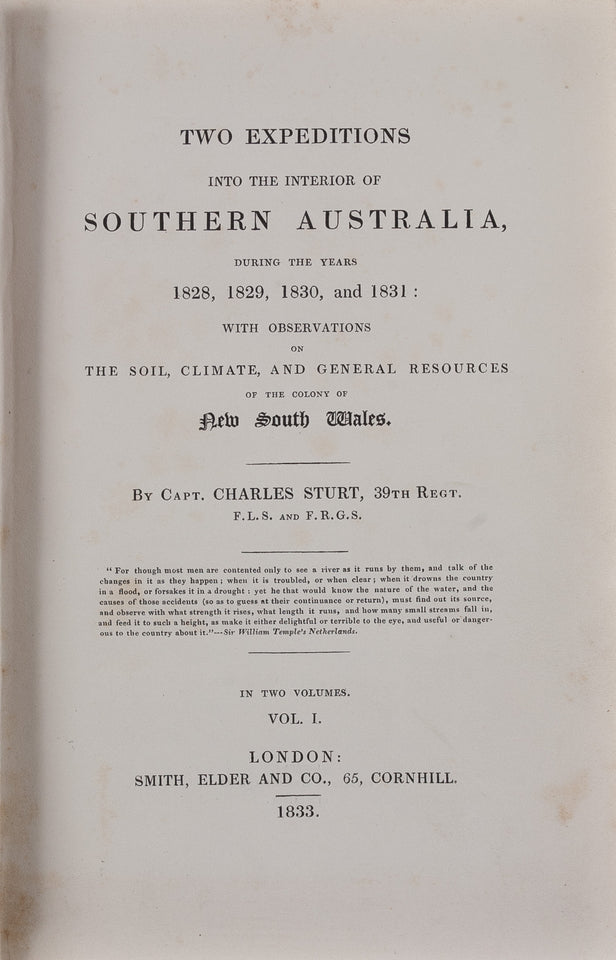 TWO EXPEDITIONS
INTO THE INTERIOR OF
SOUTHERN AUSTRALIA,
DURING THE YEARS
1828, 1829, 1830, and 1831 :
WITH OBSERVATIONS
ON
THE SOIL, CLIMATE, AND GENERAL RESOURCES
OF THE COLONY OF
New South Wales.
BY CAPT. CHARLES STURT, 39TH REGT.
F.L.S. AND F.R.G.S.
“ For though most men are contented only to see a river as it runs by them, and talk of the
changes in it as they happen ; when it is troubled, or when clear ; when it drowns the country
in a flood, or forsakes it in a drought : yet he that would know the nature of the water, and the
causes of those accidents (so as to guess at their continuance or return), must find out its source,
and observe with what strength it rises, what length it runs, and how many small streams fall in,
and feed it to such a height, as make it either delightful or terrible to the eye, and useful or danger-
ous to the country about it.”—Sir William Temple's Netherlands.
IN TWO VOLUMES.
VOL. I.
LONDON:
SMITH, ELDER AND CO., 65, CORNHILL.
1833.